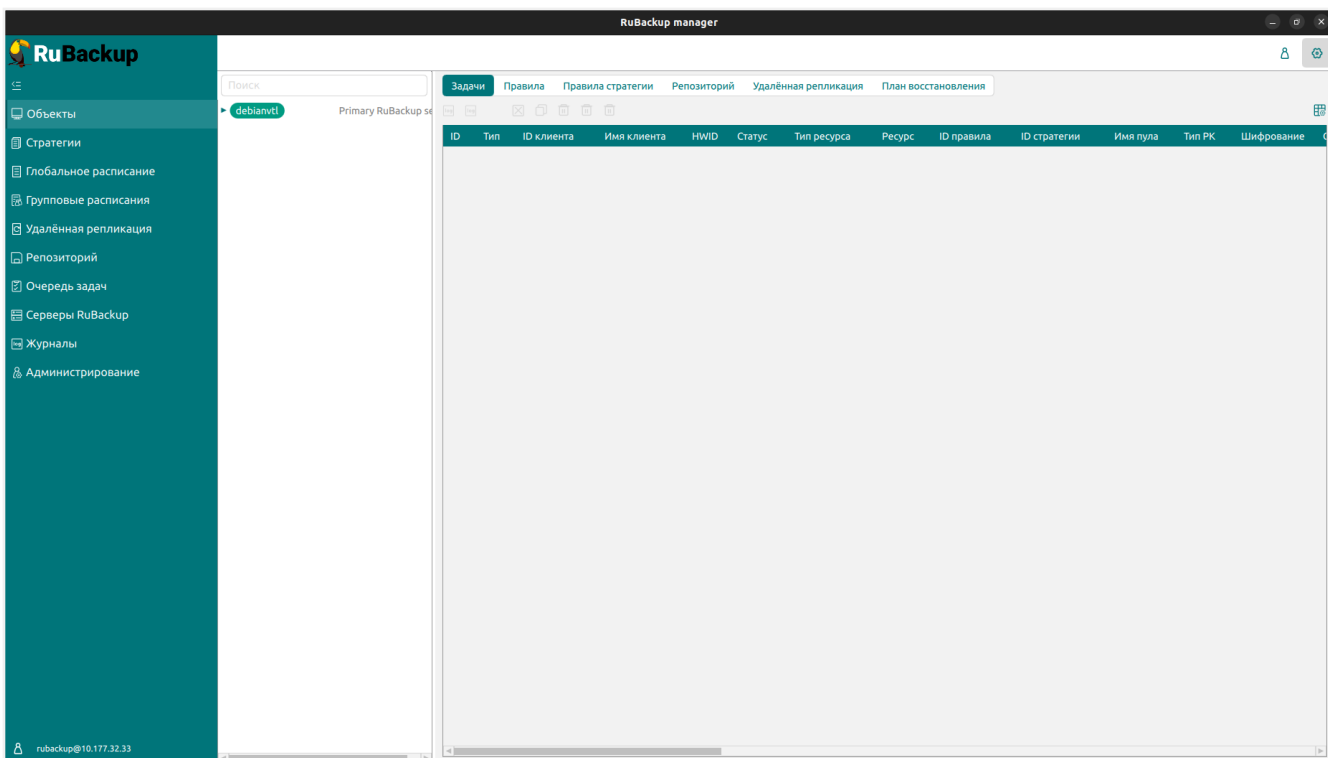 RuBackup manager
RuBackup
Поиск
Задачи Правила Правила стратегии Репозиторий Удалённая репликация План восстановления
Объекты
debianvtl Primary RuBackup se
ID Тип ID клиента Имя клиента HWID Статус Тип ресурса Ресурс ID правила ID стратегии Имя пула Тип РК Шифрование
Стратегии
Глобальное расписание
Групповые расписания
Удалённая репликация
Репозиторий
Очередь задач
Серверы RuBackup
Журналы
Администрирование
rubackup@10.177.32.33